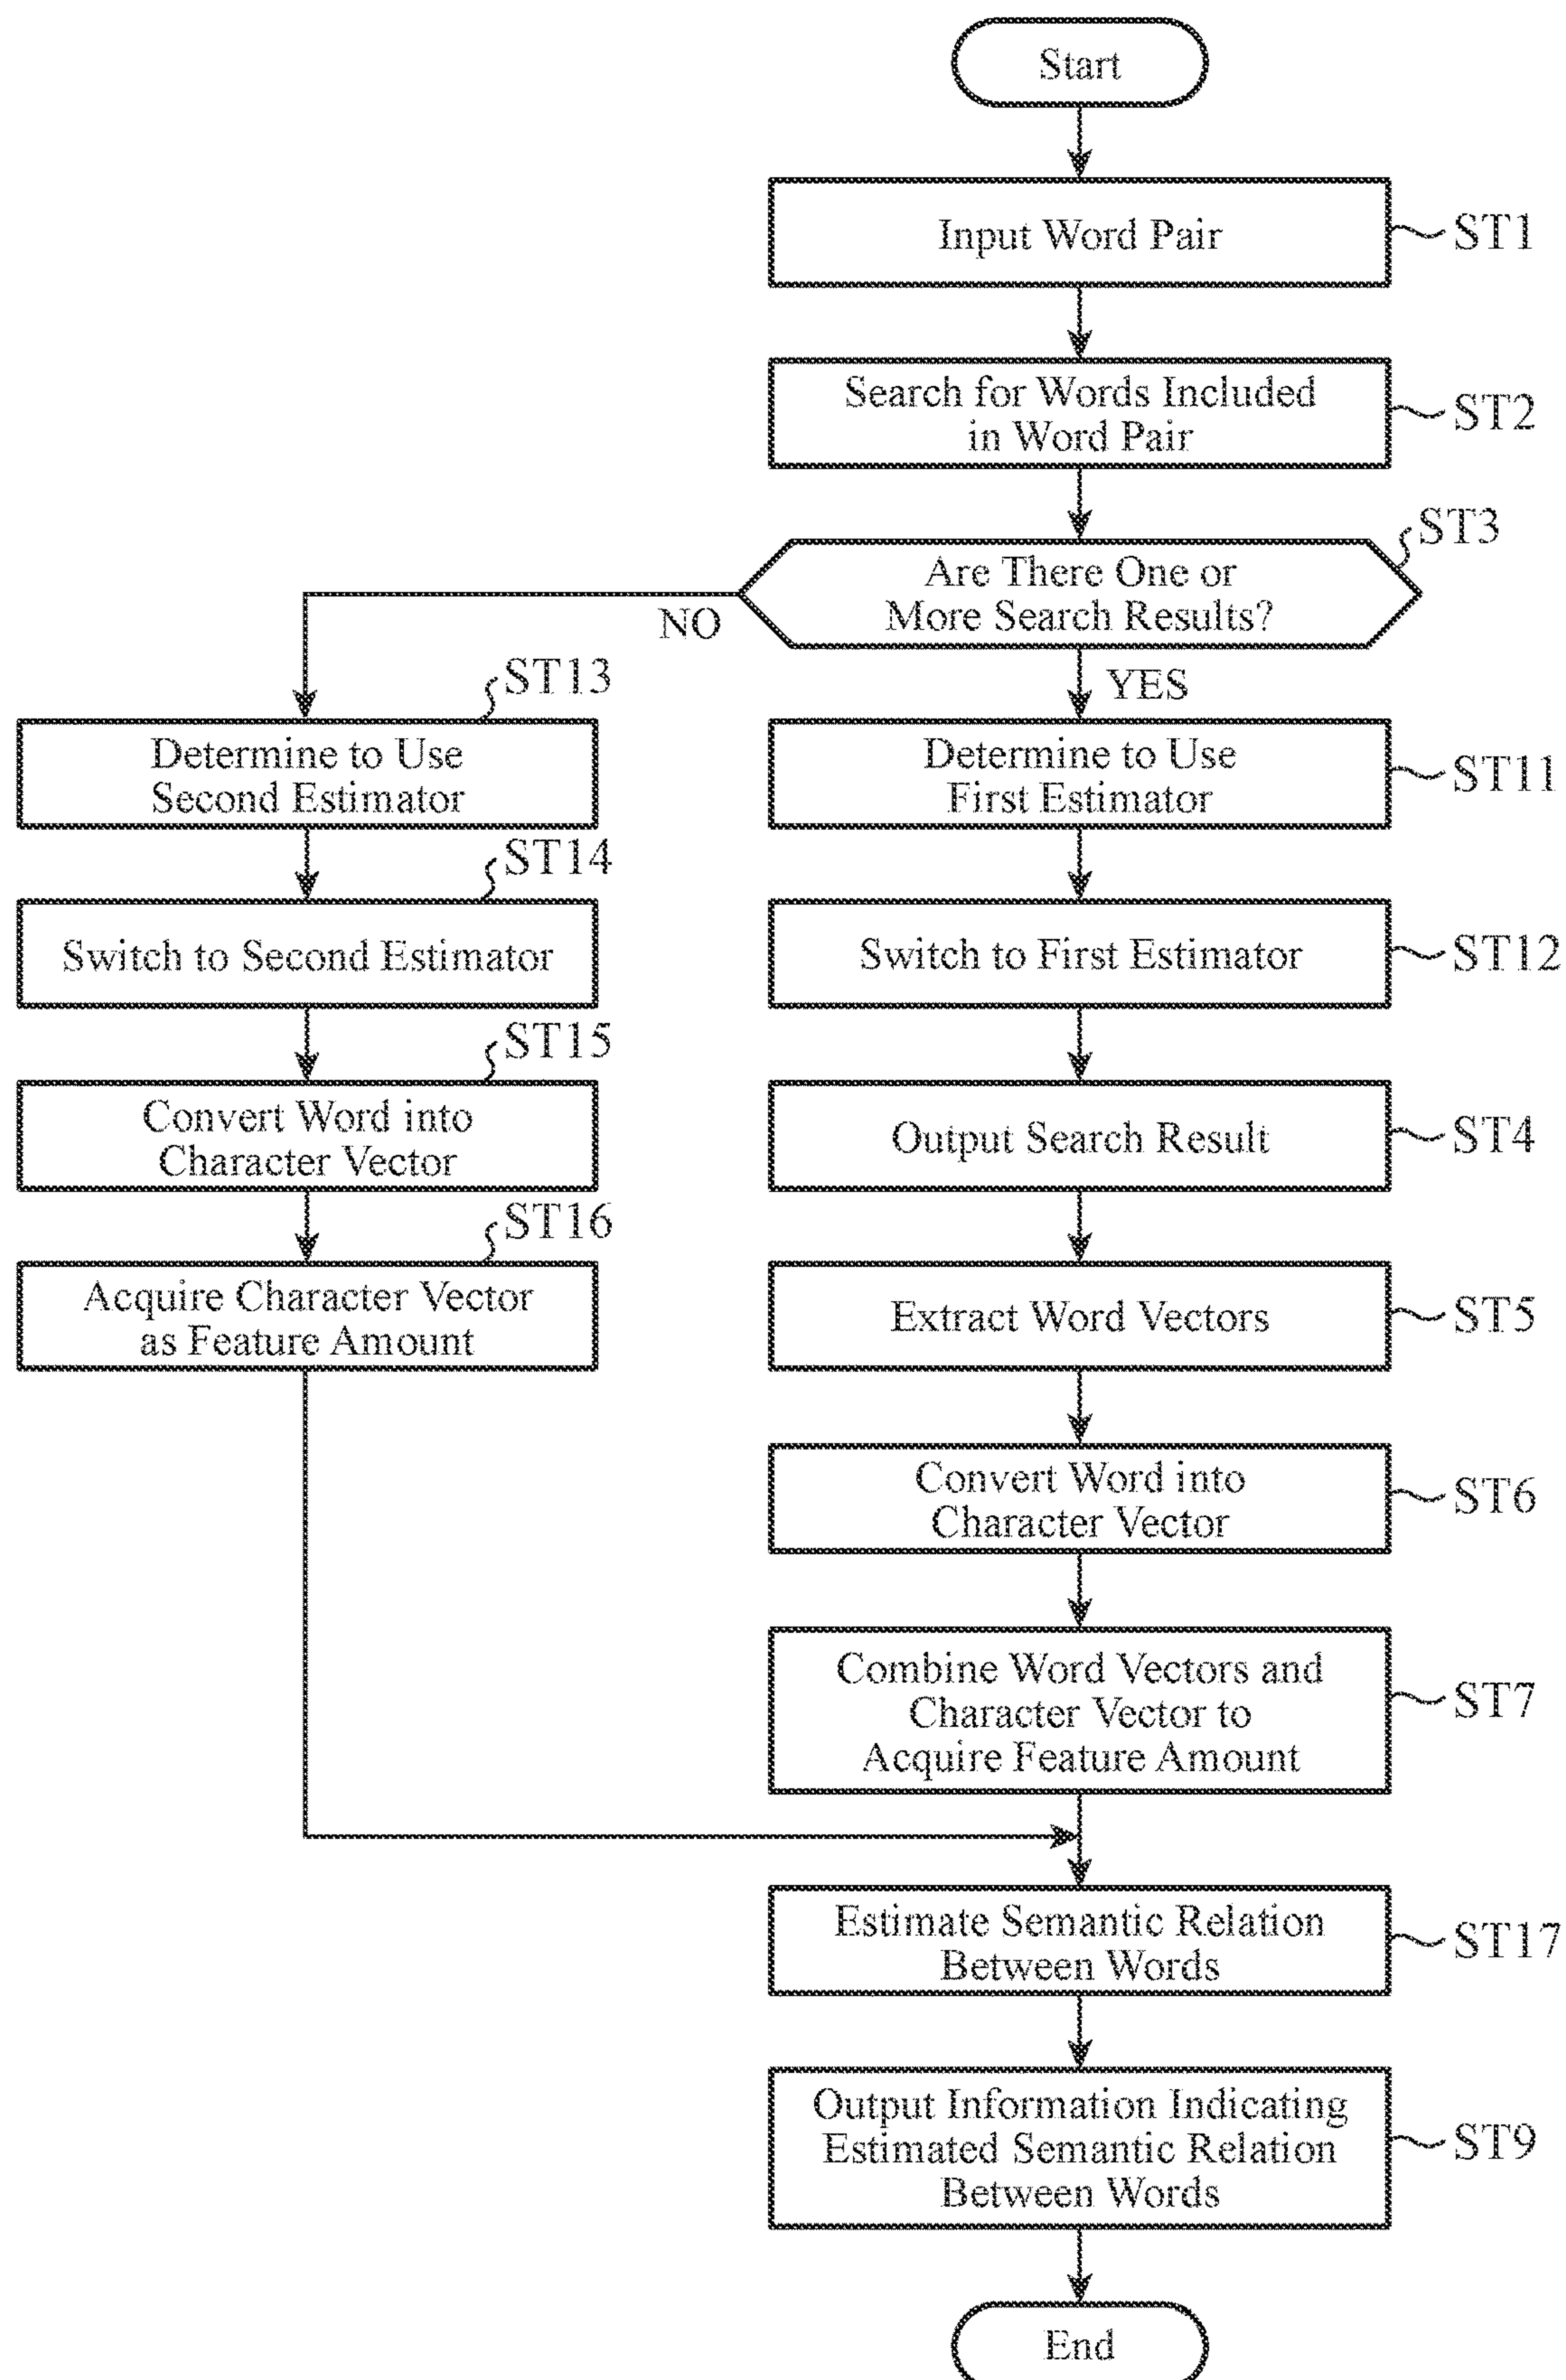 Start
Input Word Pair
ST1
Search for Words Included
in Word Pair
ST2
ST3
Are There One or
More Search Results?
NO
YES
ST13
Determine to Use
Second Estimator
Determine to Use
First Estimator
ST11
ST14
Switch to Second Estimator
Switch to First Estimator
ST12
ST15
Convert Word into
Character Vector
Output Search Result
ST4
ST16
Acquire Character Vector
as Feature Amount
Extract Word Vectors
ST5
Convert Word into
Character Vector
ST6
Combine Word Vectors and
Character Vector to
Acquire Feature Amount
ST7
Estimate Semantic Relation
Between Words
ST17
Output Information Indicating
Estimated Semantic Relation
Between Words
ST9
End